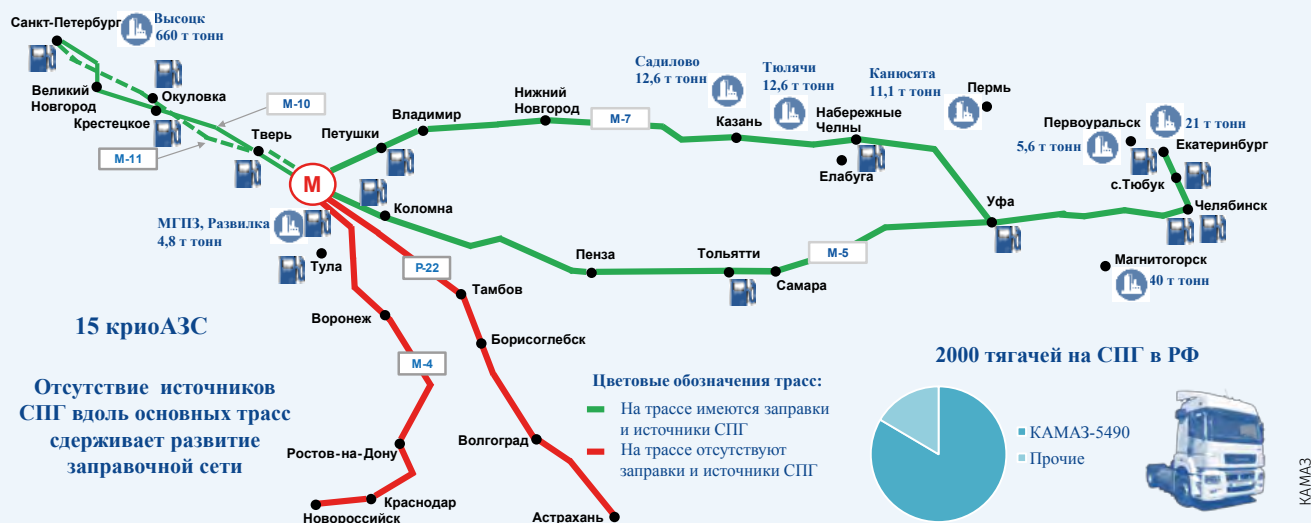 Санкт-Петербург
Высоцк
660 т тонн
Великий
Новгород
Окуловка
Крестецкое
М-10
М-11
Тверь
Петушки
Владимир
Нижний
Новгород
М-7
Садилово
12,6 т тонн
Казань
Тюлячи
12,6 т тонн
Набережные
Челны
Елабуга
Канюсята
11,1 т тонн
Пермь
Первоуральск
5,6 т тонн
21 т тонн
Екатеринбург
с.Тюбук
Челябинск
Уфа
Магнитогорск
40 т тонн
М
Коломна
МГПЗ, Развилка
4,8 т тонн
Тула
Р-22
Пенза
Тольятти
Самара
М-5
Тамбов
Воронеж
Борисоглебск
М-4
Волгоград
Ростов-на-Дону
Краснодар
Новороссийск
Астрахань
15 криоАЗС
Отсутствие источников
СПГ вдоль основных трасс
сдерживает развитие
заправочной сети
Цветовые обозначения трасс:
На трассе имеются заправки
и источники СПГ
На трассе отсутствуют
заправки и источники СПГ
2000 тягачей на СПГ в РФ
КАМАЗ-5490
Прочие
КАМАЗ